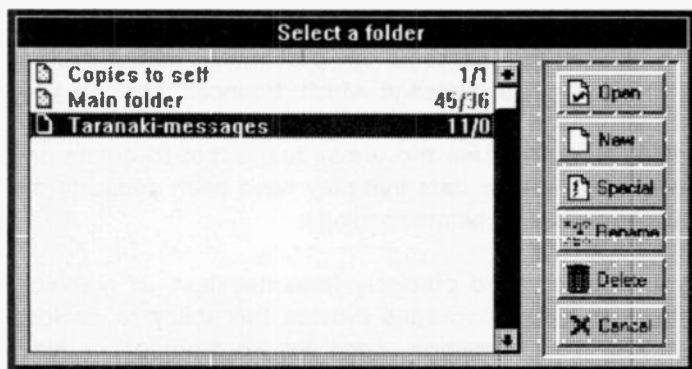 Select a folder
Copies to self 1/1
Main folder 45/36
Taranaki-messages 11/0
Open
New
Special
Rename
Delete
Cancel